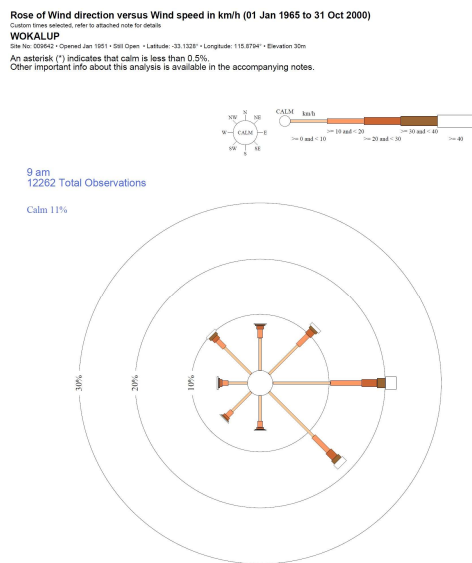 Rose of Wind direction versus Wind speed in km/h (01 Jan 1965 to 31 Oct 2000)
Custom times selected, refer to attached note for details
WOKALUP
Site No: 009642 • Opened Jan 1951 • Still Open • Latitude: -33.1328° • Longitude: 115.8794° • Elevation 30m
An asterisk (*) indicates that calm is less than 0.5%.
Other important info about this analysis is available in the accompanying notes.
N
NW NE
W CALM E
SW SE
S
CALM km/h
>= 10 and < 20 >= 30 and < 40
>= 0 and < 10 >= 20 and < 30 >= 40
9 am
12262 Total Observations
Calm 11%
30% 20% 10%